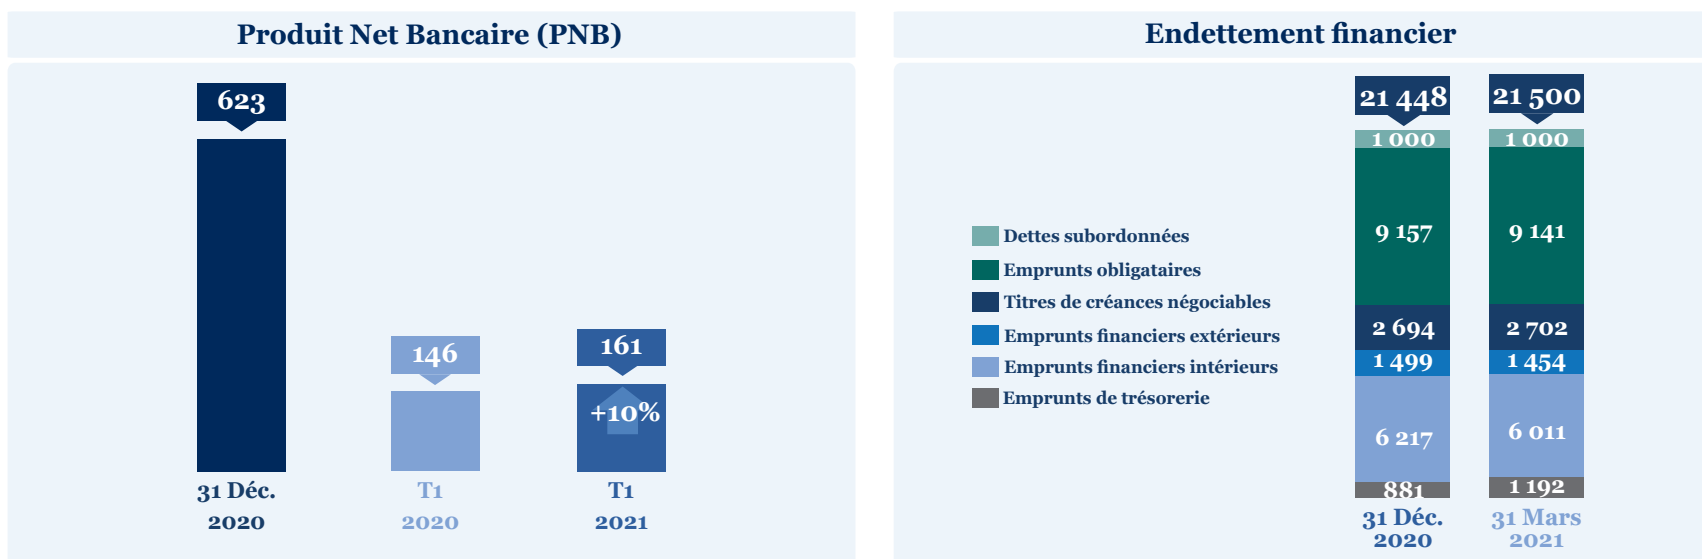 Produit Net Bancaire (PNB)
623
146
161
+10%
31 Déc.
2020
T1
2020
T1
2021
Endettement financier
Dettes subordonnées
Emprunts obligataires
Titres de créances négociables
Emprunts financiers extérieurs
Emprunts financiers intérieurs
Emprunts de trésorerie
21 448
1 000
9 157
2 694
1 499
6 217
881
31 Déc.
2020
21 500
1 000
9 141
2 702
1 454
6 011
1 192
31 Mars
2021